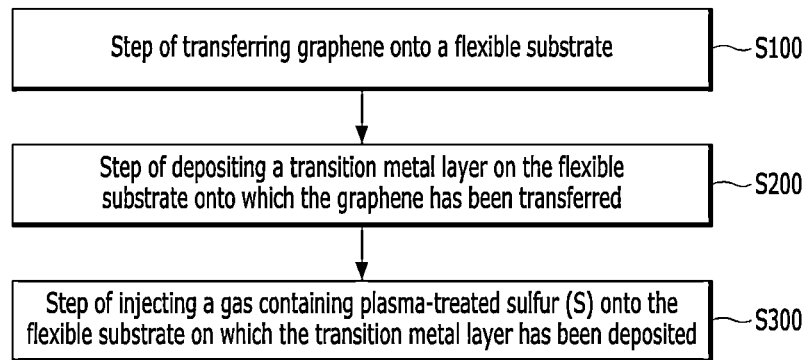 Step of transferring graphene onto a flexible substrate
S100
Step of depositing a transition metal layer on the flexible
substrate onto which the graphene has been transferred
S200
Step of injecting a gas containing plasma-treated sulfur (S) onto the
flexible substrate on which the transition metal layer has been deposited
S300